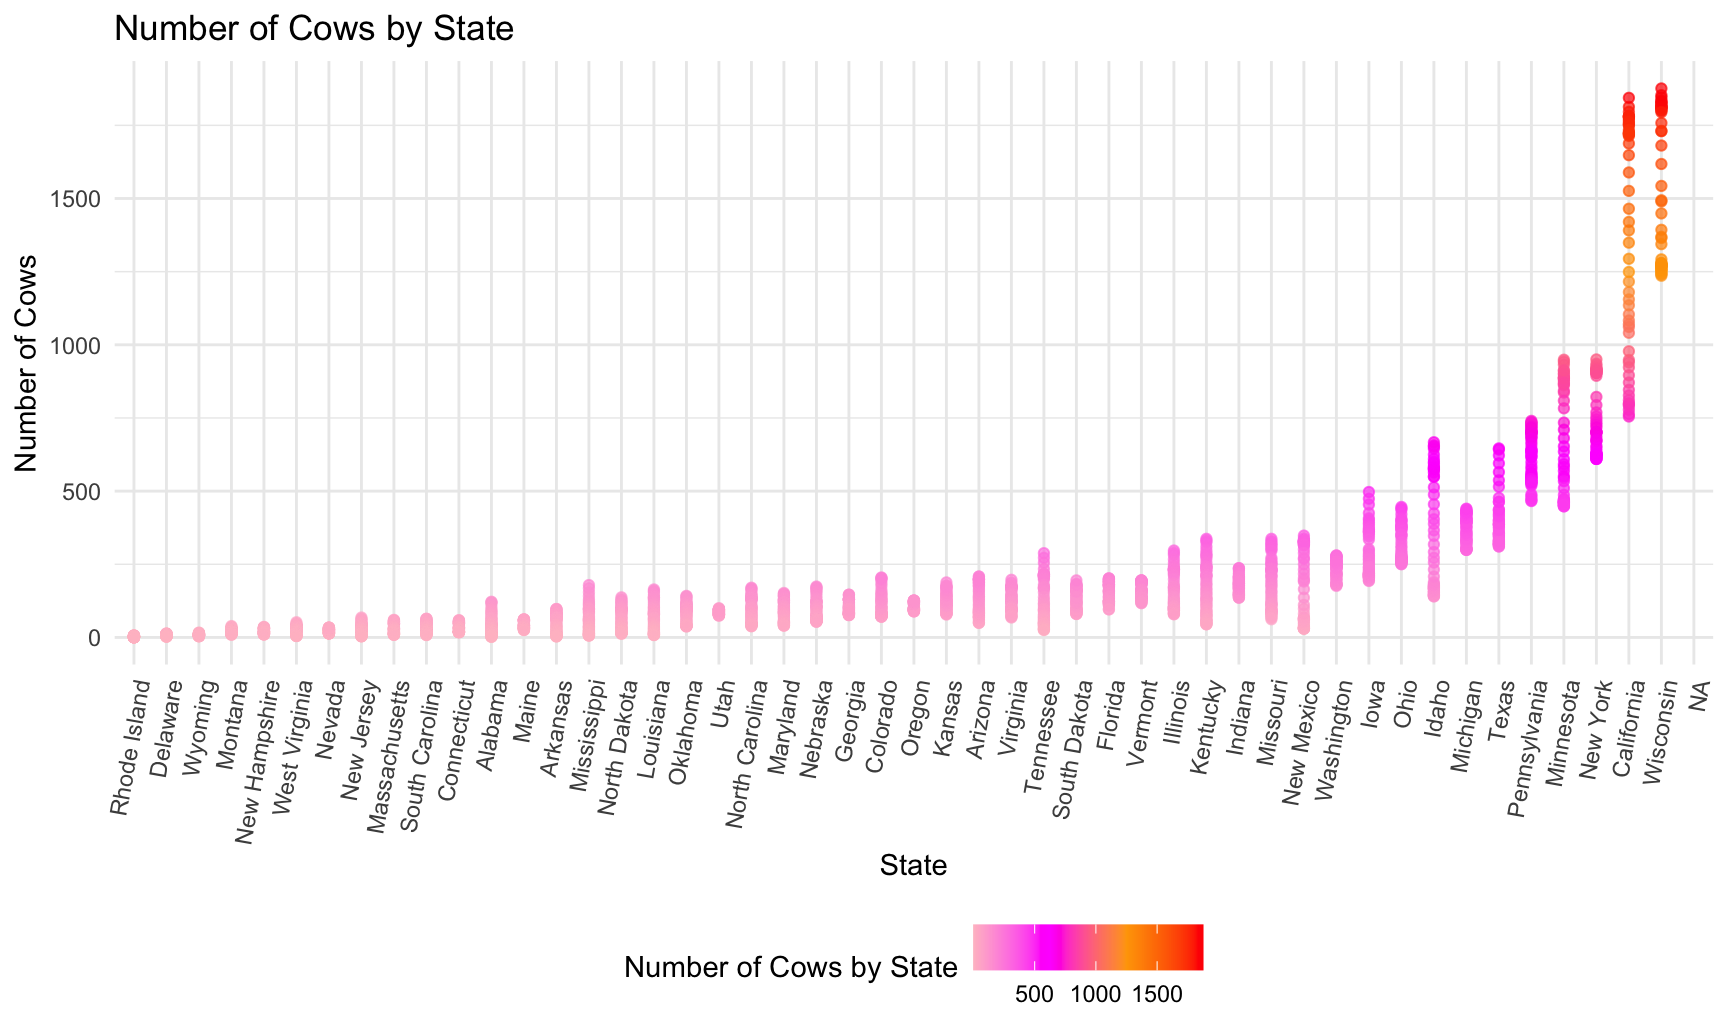 Number of Cows by State
Number of Cows
1500
1000
500
0
Rhode Island
Delaware
Wyoming
Montana
New Hampshire
West Virginia
Nevada
New Jersey
Massachusetts
South Carolina
Connecticut
Alabama
Maine
Arkansas
Mississippi
North Dakota
Louisiana
Oklahoma
Utah
North Carolina
Maryland
Nebraska
Georgia
Colorado
Oregon
Kansas
Arizona
Virginia
Tennessee
South Dakota
Florida
Vermont
Illinois
Kentucky
Indiana
Missouri
New Mexico
Washington
Iowa
Ohio
Idaho
Michigan
Texas
Pennsylvania
Minnesota
New York
California
Wisconsin
NA
State
Number of Cows by State
500 1000 1500